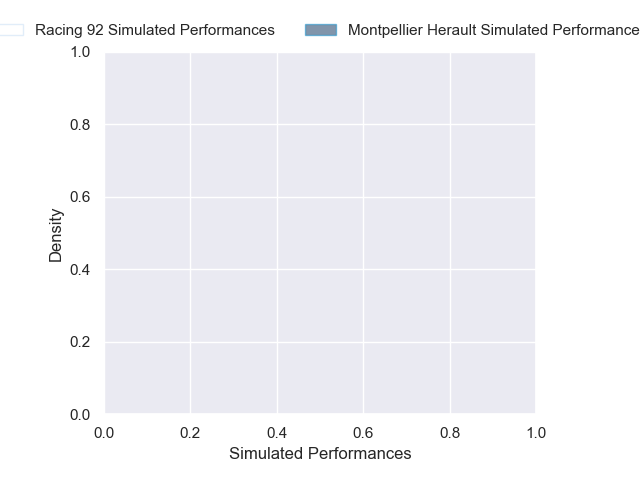 Racing 92 Simulated Performances Montpellier Herault Simulated Performance
1.0
0.8
0.6
0.4
0.2
0.0
Density
0.0 0.2 0.4 0.6 0.8 1.0
Simulated Performances